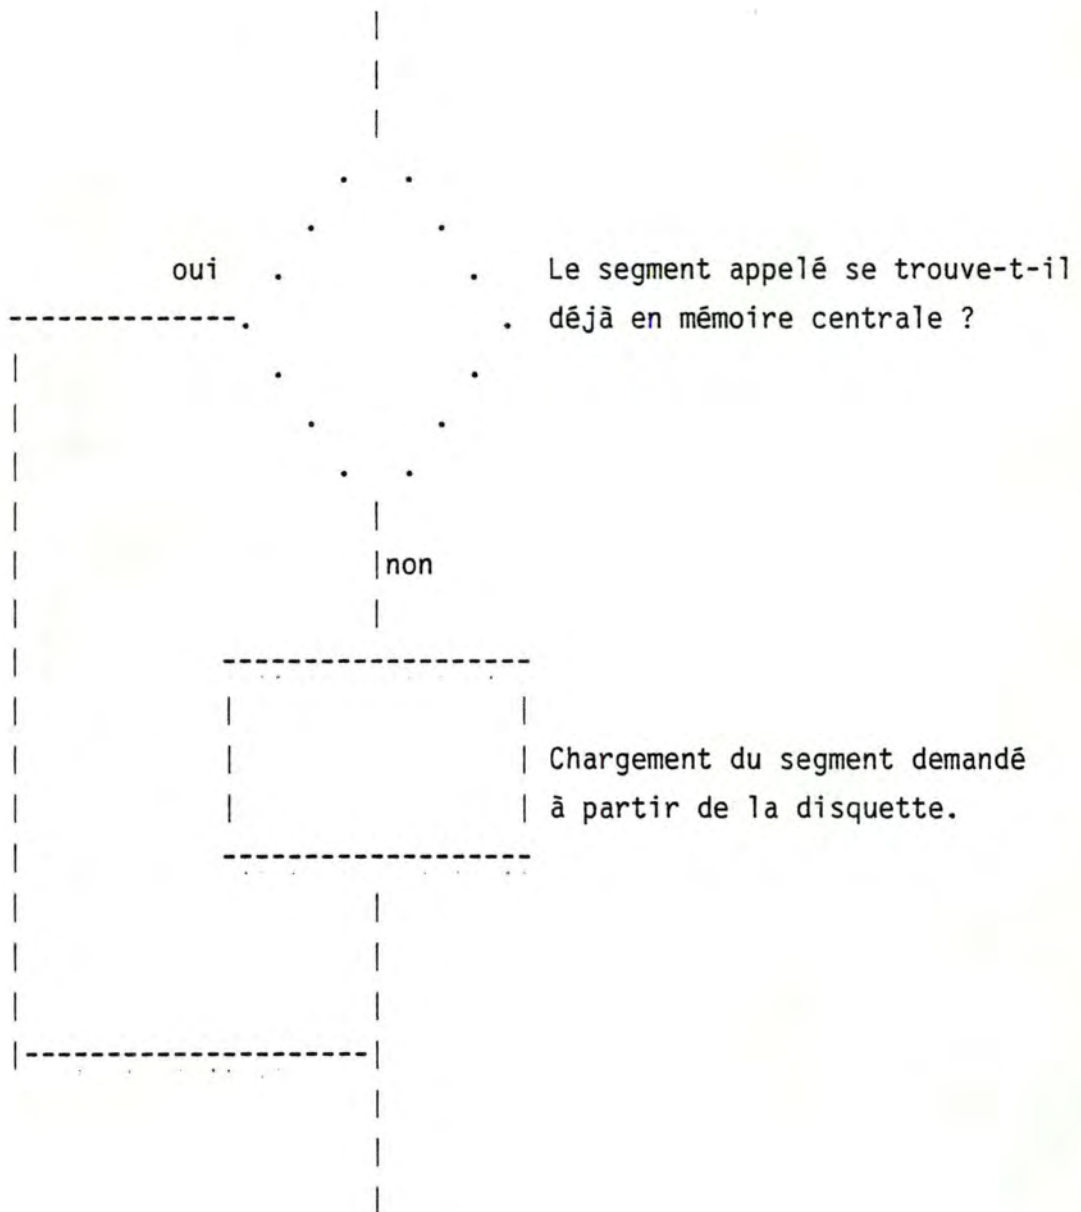 oui
Le segment appelé se trouve-t-il
déjà en mémoire centrale ?
non
Chargement du segment demandé
à partir de la disquette.